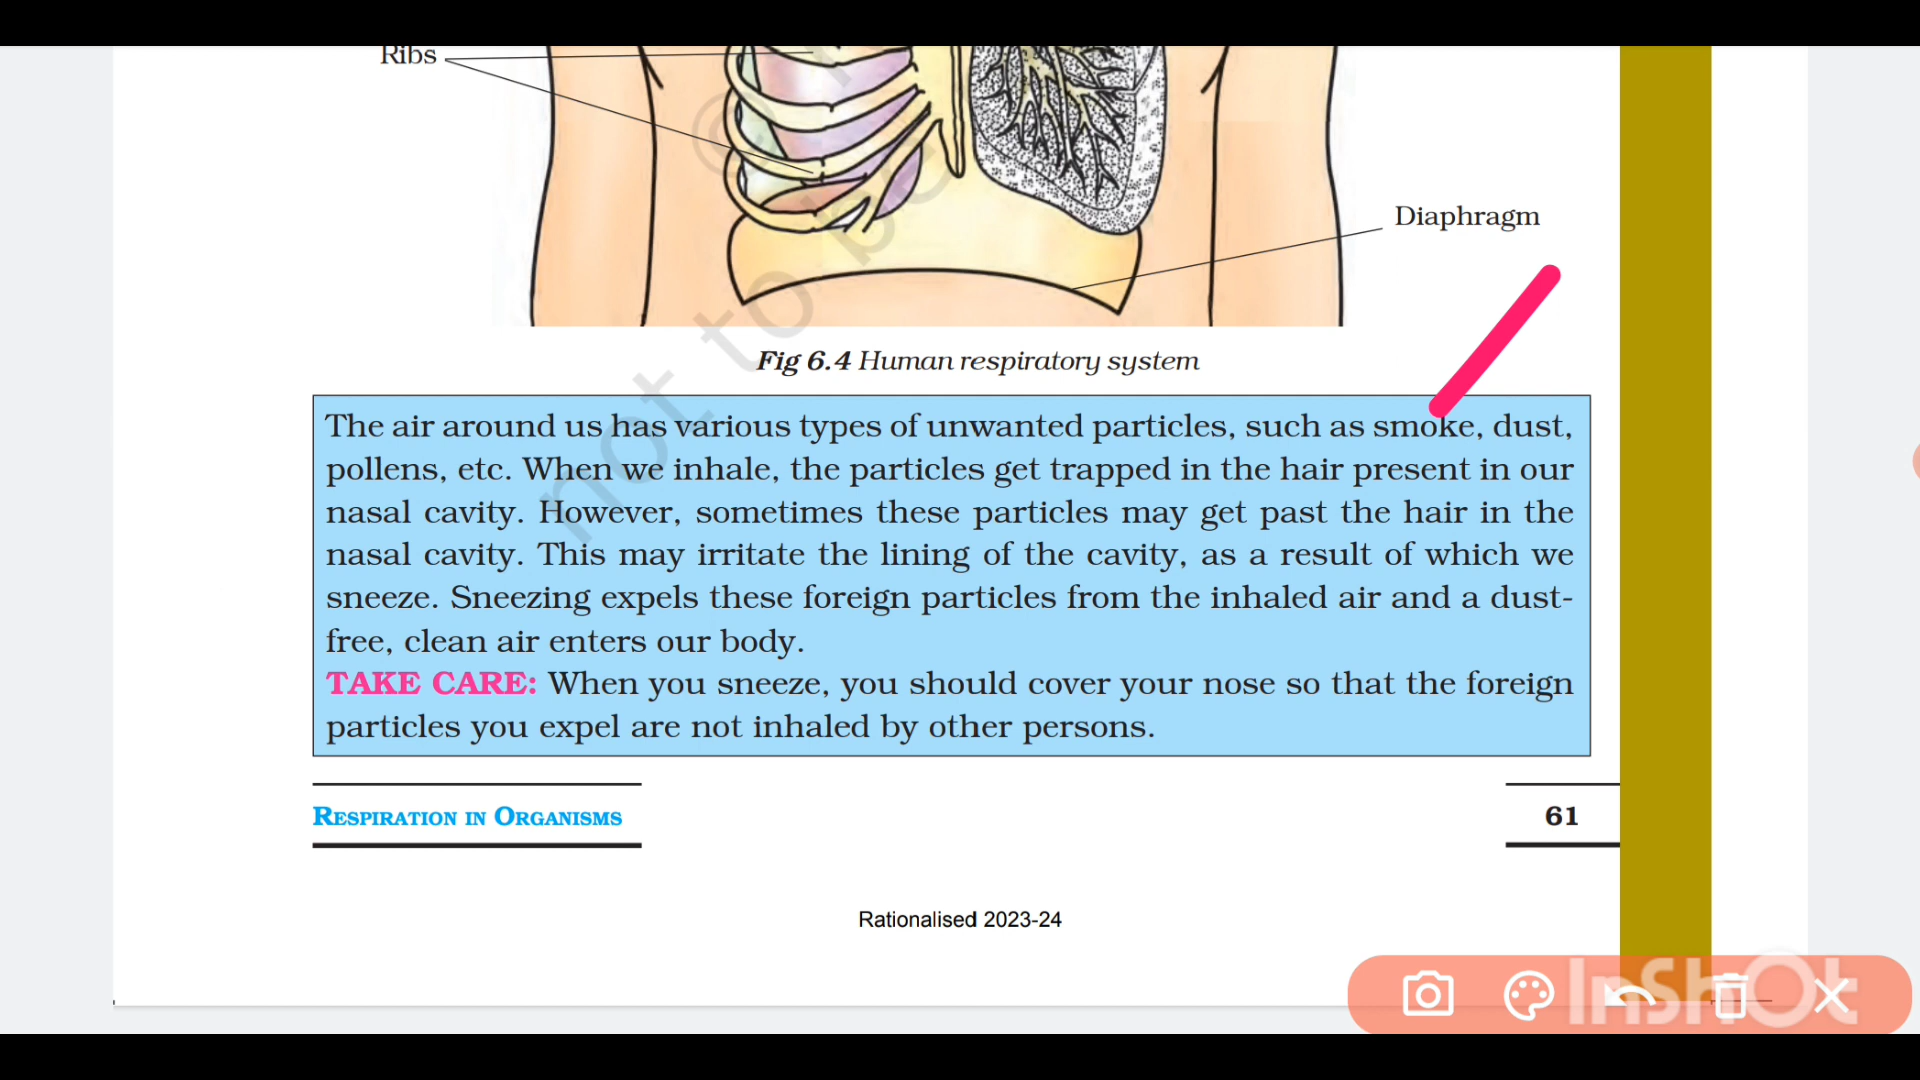 Ribs
Diaphragm
Fig 6.4 Human respiratory system
The air around us has various types of unwanted particles, such as smoke, dust,
pollens, etc. When we inhale, the particles get trapped in the hair present in our
nasal cavity. However, sometimes these particles may get past the hair in the
nasal cavity. This may irritate the lining of the cavity, as a result of which we
sneeze. Sneezing expels these foreign particles from the inhaled air and a dust-
free, clean air enters our body.
TAKE CARE: When you sneeze, you should cover your nose so that the foreign
particles you expel are not inhaled by other persons.
RESPIRATION IN ORGANISMS
61
Rationalised 2023-24
InShOt
not to be
©